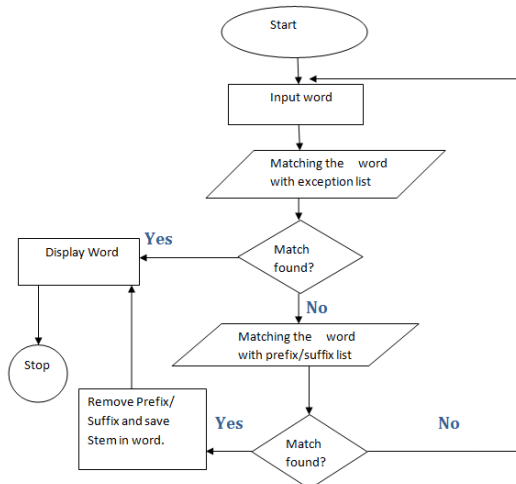 Start
Input word
Matching the word
with exception list
Yes
Display Word
Match
found?
No
Matching the word
with prefix/suffix list
Stop
Remove Prefix/
Suffix and save
Stem in word.
Yes
Match
found?
No